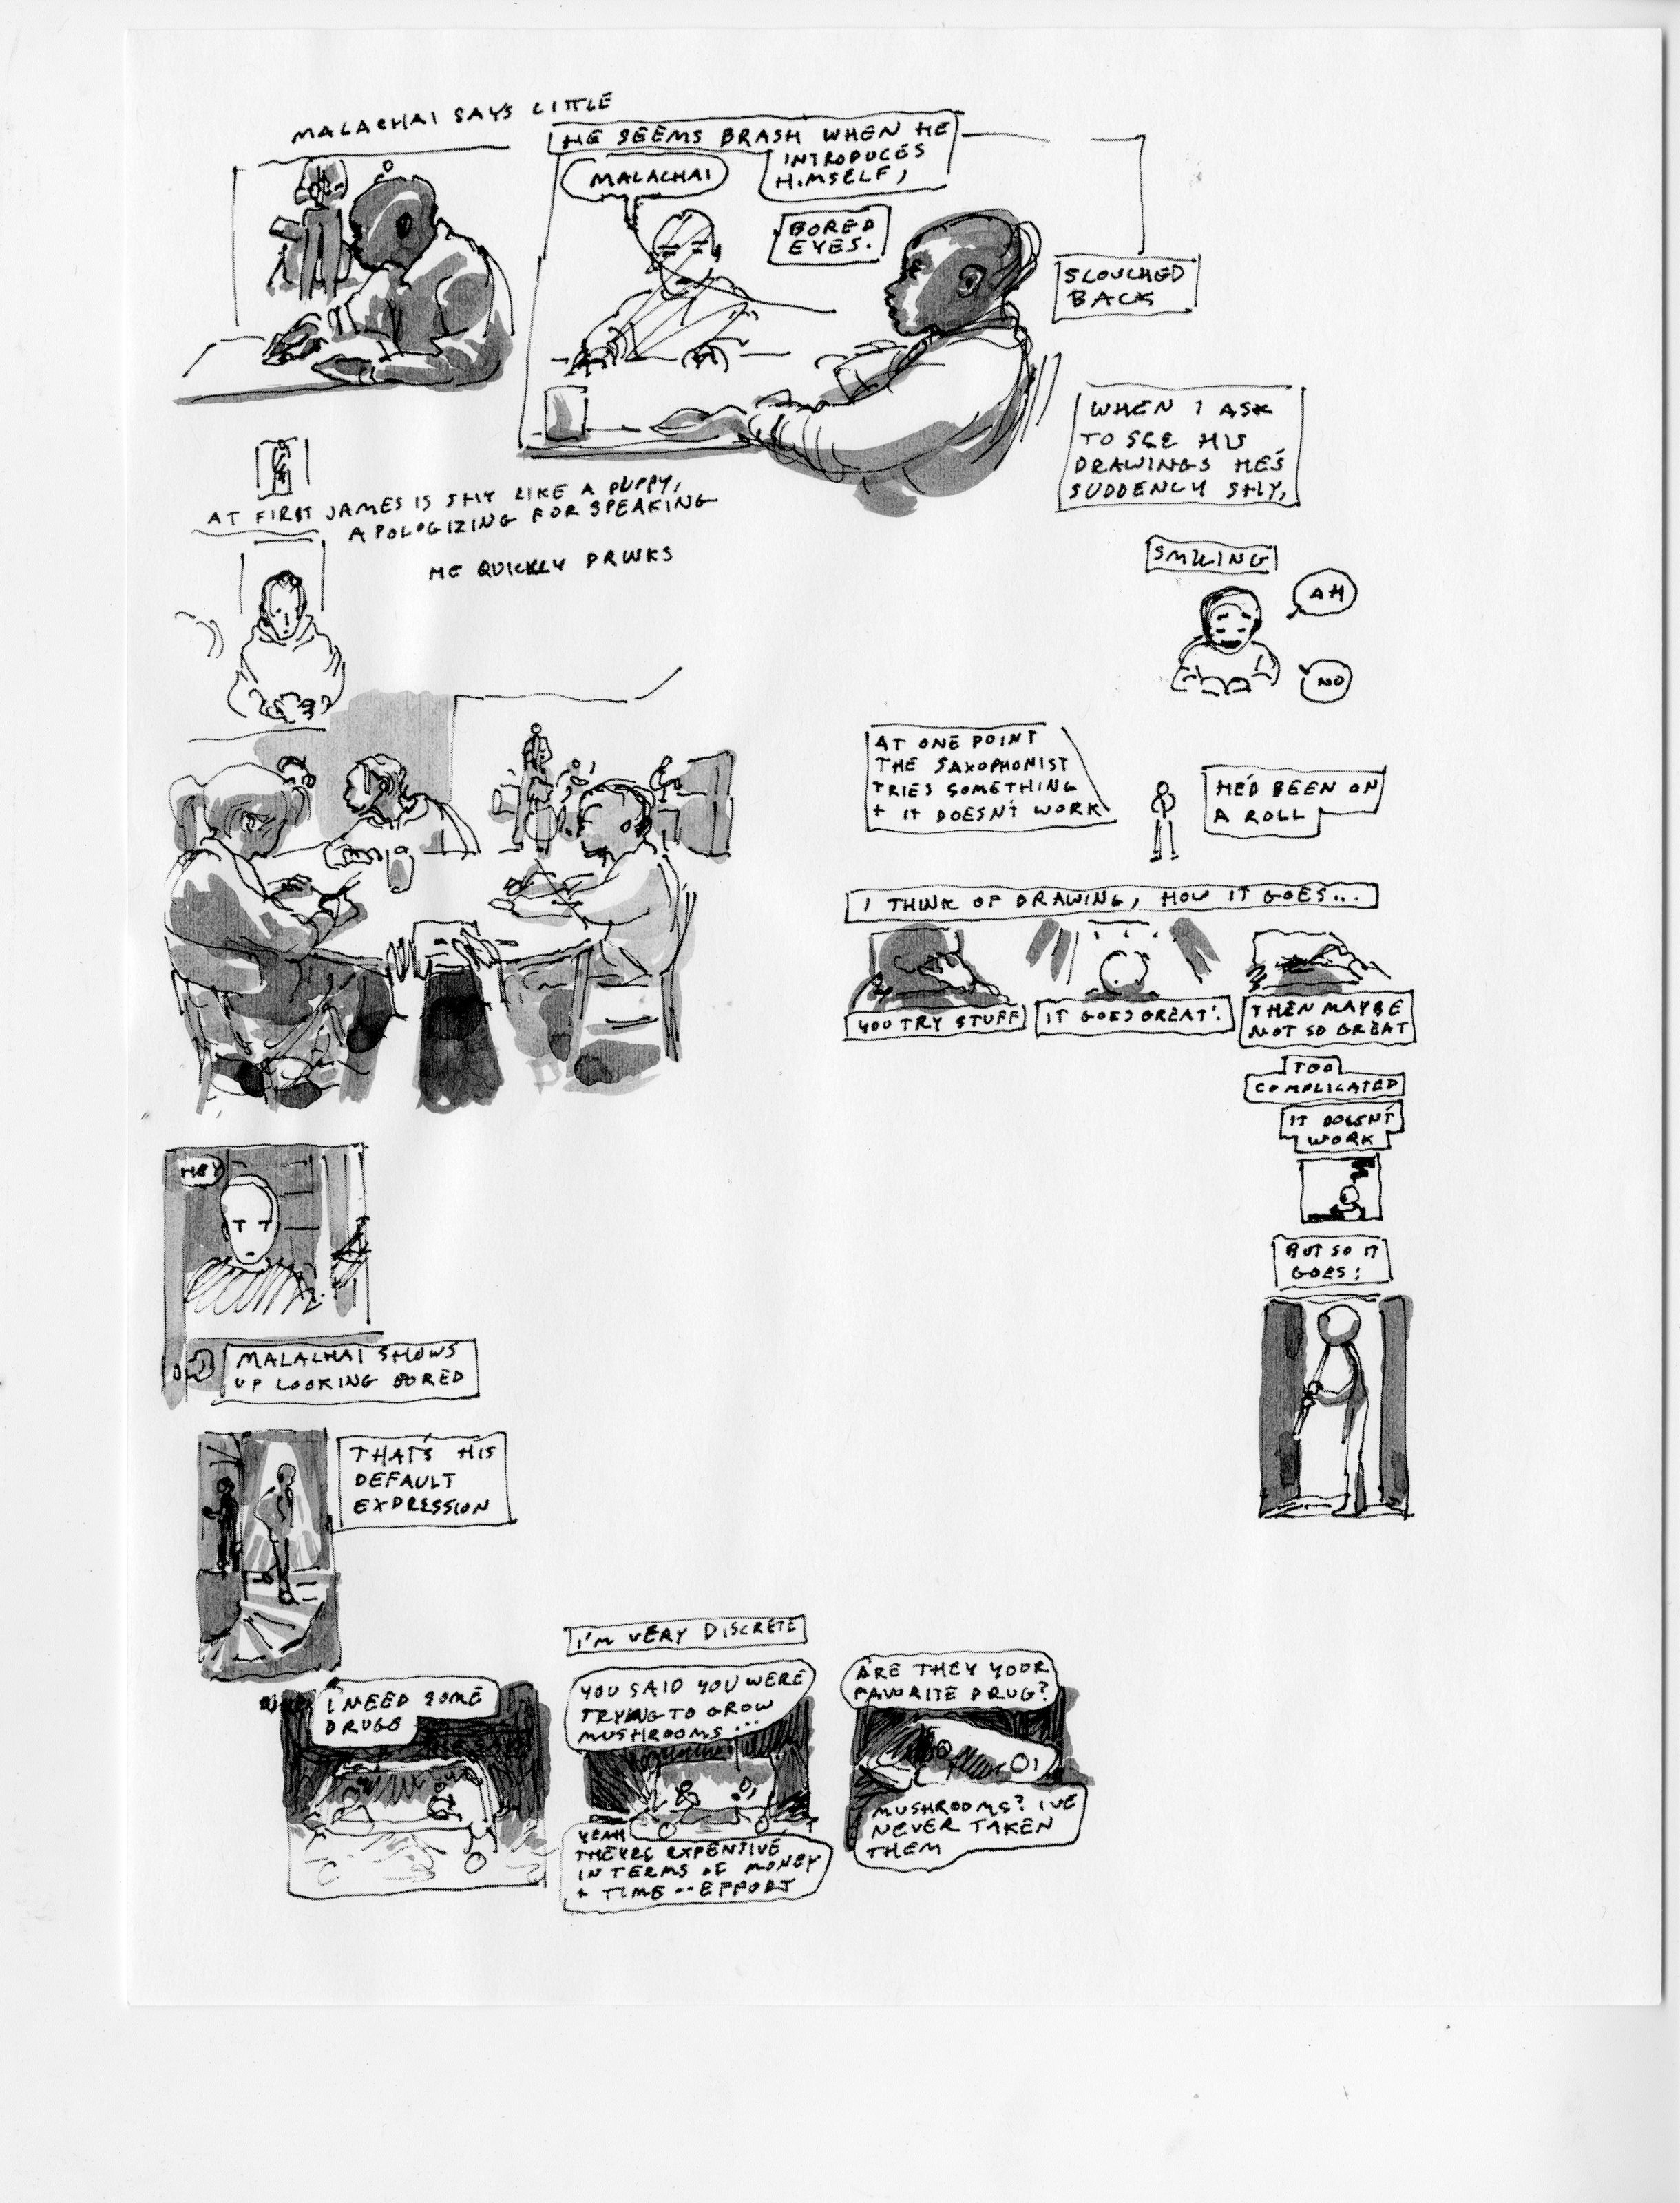 MALACHAI SAYS LITTLE
HE SEEMS BRASH WHEN HE
INTRODUCES
HIMSELF,
MALACHAI
BORED
EYES.
SLOUCHED
BACK
WHEN I ASK
TO SEE HIS
DRAWINGS HE'S
SUDDENLY SHY,
SMILING
AH
NO
AT FIRST JAMES IS SHY LIKE A PUPPY,
APOLOGIZING FOR SPEAKING
HE QUICKLY DRINKS
AT ONE POINT
THE SAXOPHONIST
TRIES SOMETHING
+ IT DOESN'T WORK
HE'D BEEN ON
A ROLL
I THINK OF DRAWING, HOW IT GOES...
YOU TRY STUFF
IT GOES GREAT!
THEN MAYBE
NOT SO GREAT
TOO
COMPLICATED
IT DOESN'T
WORK
BUT SO IT
GOES:
HEY
MALACHAI SHOWS
UP LOOKING BORED
THAT'S HIS
DEFAULT
EXPRESSION
I NEED SOME
DRUGS
I'M VERY DISCRETE
YOU SAID YOU WERE
TRYING TO GROW
MUSHROOMS...
YEAH
THEYRE EXPENSIVE
IN TERMS OF MONEY
+ TIME -- EFFORT
ARE THEY YOUR
FAVORITE DRUG?
MUSHROOMS? I'VE
NEVER TAKEN
THEM